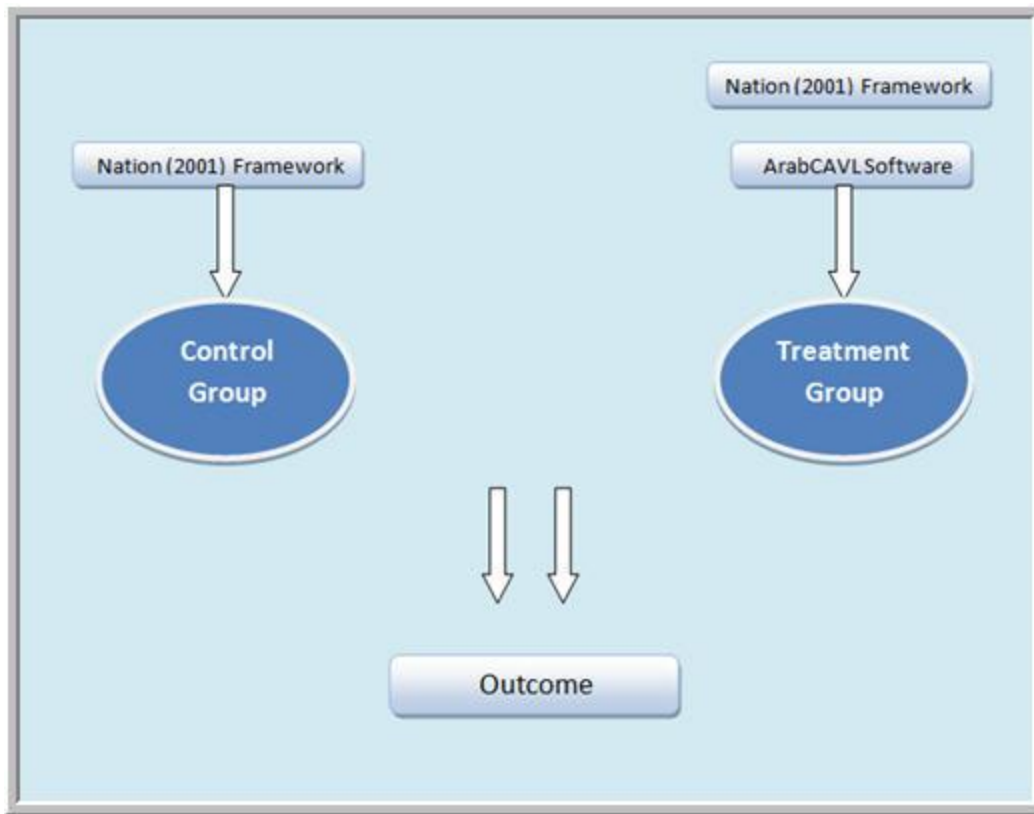 Nation (2001) Framework
Nation (2001) Framework
ArabCAVL Software
Control
Group
Treatment
Group
Outcome